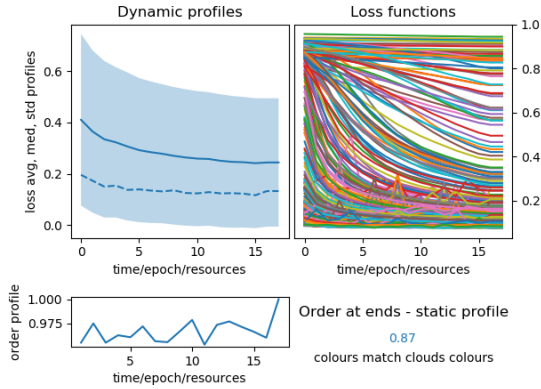 Dynamic profiles
loss avg, med, std profiles
0.6
0.4
0.2
0.0
0 5 10 15
time/epoch/resources
Loss functions
1.0
0.8
0.6
0.4
0.2
0 5 10 15
time/epoch/resources
order profile
1.000
0.975
5 10 15
time/epoch/resources
Order at ends - static profile
0.87
colours match clouds colours